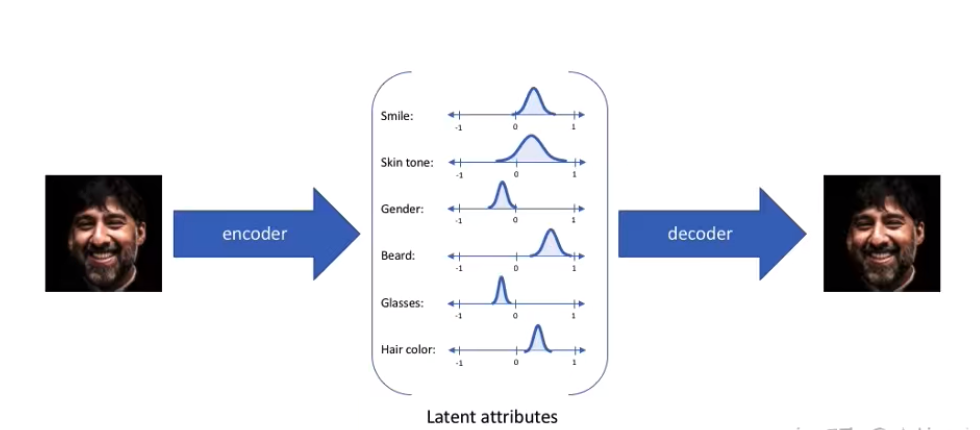 Smile:
-1 0 1
Skin tone:
-1 0 1
Gender:
-1 0 1
encoder
decoder
Beard:
-1 0 1
Glasses:
-1 0 1
Hair color:
-1 0 1
Latent attributes